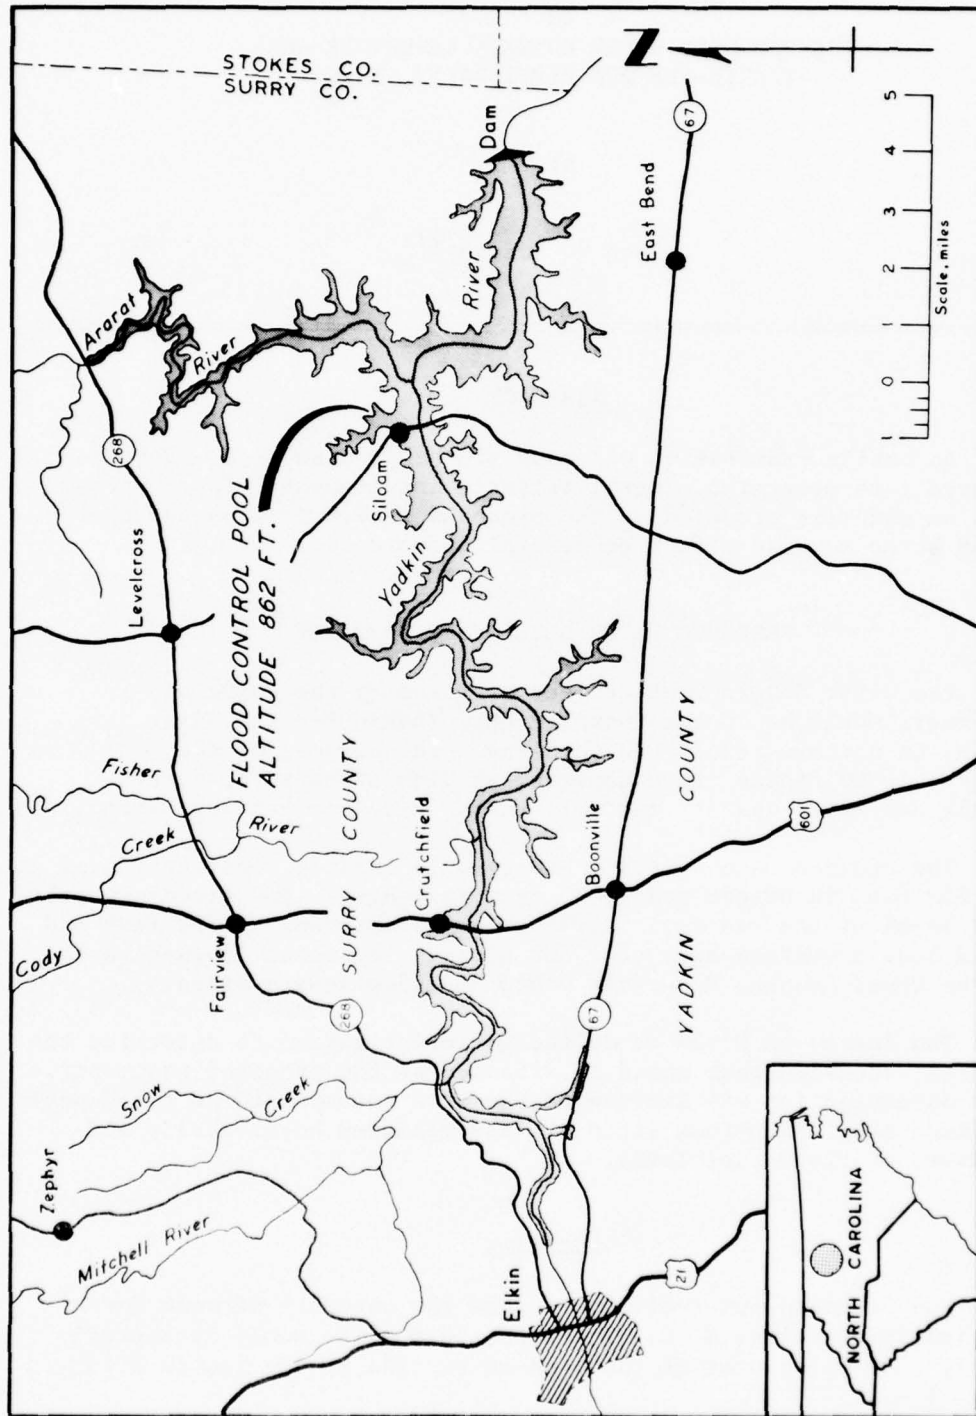 STOKES CO.
SURRY CO.
N
67
Dam
East Bend
5
4
3
2
1
0
1
Scale, miles
Ararat
River
River
268
Siloam
FLOOD CONTROL POOL
ALTITUDE 862 FT.
Yadkin
Levelcross
Fisher
River
Creek
Cody
SURRY COUNTY
Crutchfield
Boonville
YADKIN COUNTY
601
Fairview
268
67
Snow
Creek
Zephyr
Mitchell River
Elkin
21
NORTH CAROLINA